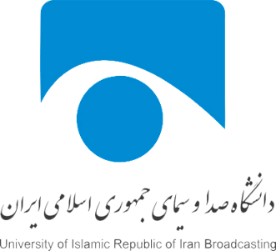 دانشگاه صدا و سیمای جمهوری اسلامی ایران
University of Islamic Republic of Iran Broadcasting